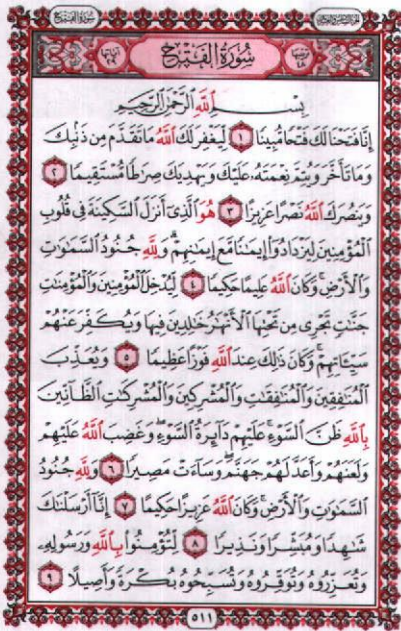 سُورَةُ الفَتْحِ
سُورَةُ الفَتْحِ
بِسْمِ اللَّهِ الرَّحْمَٰنِ الرَّحِيمِ
إِنَّا فَتَحْنَا لَكَ فَتْحًا مُّبِينًا ١ لِّيَغْفِرَ لَكَ اللَّهُ مَا تَقَدَّمَ مِن ذَنۢبِكَ
وَمَا تَأَخَّرَ وَيُتِمَّ نِعْمَتَهُۥ عَلَيْكَ وَيَهْدِيَكَ صِرَٰطًا مُّسْتَقِيمًا ٢
وَيَنصُرَكَ اللَّهُ نَصْرًا عَزِيزًا ٣ هُوَ الَّذِىٓ أَنزَلَ السَّكِينَةَ فِى قُلُوبِ
الْمُؤْمِنِينَ لِيَزْدَادُوٓا۟ إِيمَٰنًا مَّعَ إِيمَٰنِهِمْ ۗ وَلِلَّهِ جُنُودُ السَّمَٰوَٰتِ
وَالْأَرْضِ ۚ وَكَانَ اللَّهُ عَلِيمًا حَكِيمًا ٤ لِّيُدْخِلَ الْمُؤْمِنِينَ وَالْمُؤْمِنَٰتِ
جَنَّٰتٍ تَجْرِى مِن تَحْتِهَا الْأَنْهَٰرُ خَٰلِدِينَ فِيهَا وَيُكَفِّرَ عَنْهُمْ
سَيِّـَٔاتِهِمْ ۚ وَكَانَ ذَٰلِكَ عِندَ اللَّهِ فَوْزًا عَظِيمًا ٥ وَيُعَذِّبَ
الْمُنَٰفِقِينَ وَالْمُنَٰفِقَٰتِ وَالْمُشْرِكِينَ وَالْمُشْرِكَٰتِ الظَّآنِّينَ
بِاللَّهِ ظَنَّ السَّوْءِ ۚ عَلَيْهِمْ دَآئِرَةُ السَّوْءِ ۖ وَغَضِبَ اللَّهُ عَلَيْهِمْ
وَلَعَنَهُمْ وَأَعَدَّ لَهُمْ جَهَنَّمَ ۖ وَسَآءَتْ مَصِيرًا ٦ وَلِلَّهِ جُنُودُ
السَّمَٰوَٰتِ وَالْأَرْضِ ۚ وَكَانَ اللَّهُ عَزِيزًا حَكِيمًا ٧ إِنَّآ أَرْسَلْنَٰكَ
شَٰهِدًا وَمُبَشِّرًا وَنَذِيرًا ٨ لِّتُؤْمِنُوا۟ بِاللَّهِ وَرَسُولِهِۦ
وَتُعَزِّرُوهُ وَتُوَقِّرُوهُ وَتُسَبِّحُوهُ بُكْرَةً وَأَصِيلًا ٩
٥١١